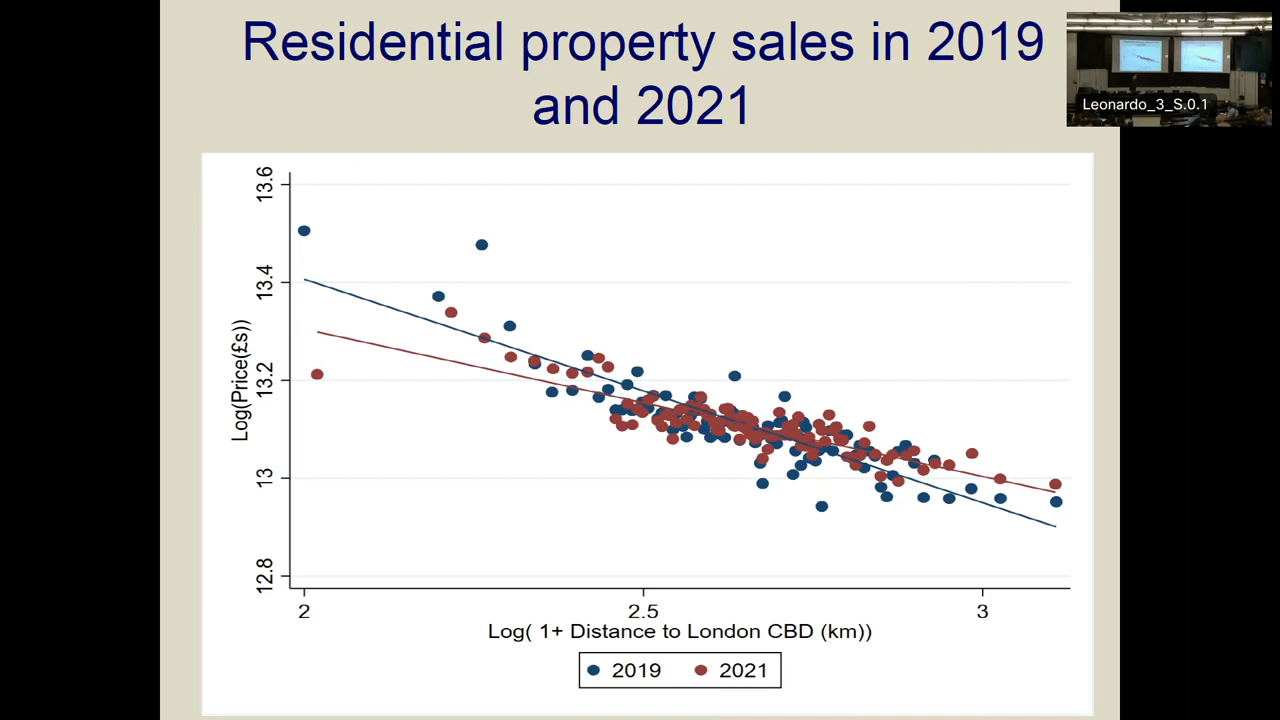 Residential property sales in 2019
and 2021
Leonardo_3_S.0.1
13.6
13.4
13.2
13
12.8
Log(Price(£s))
2
2.5
3
Log( 1+ Distance to London CBD (km))
2019
2021